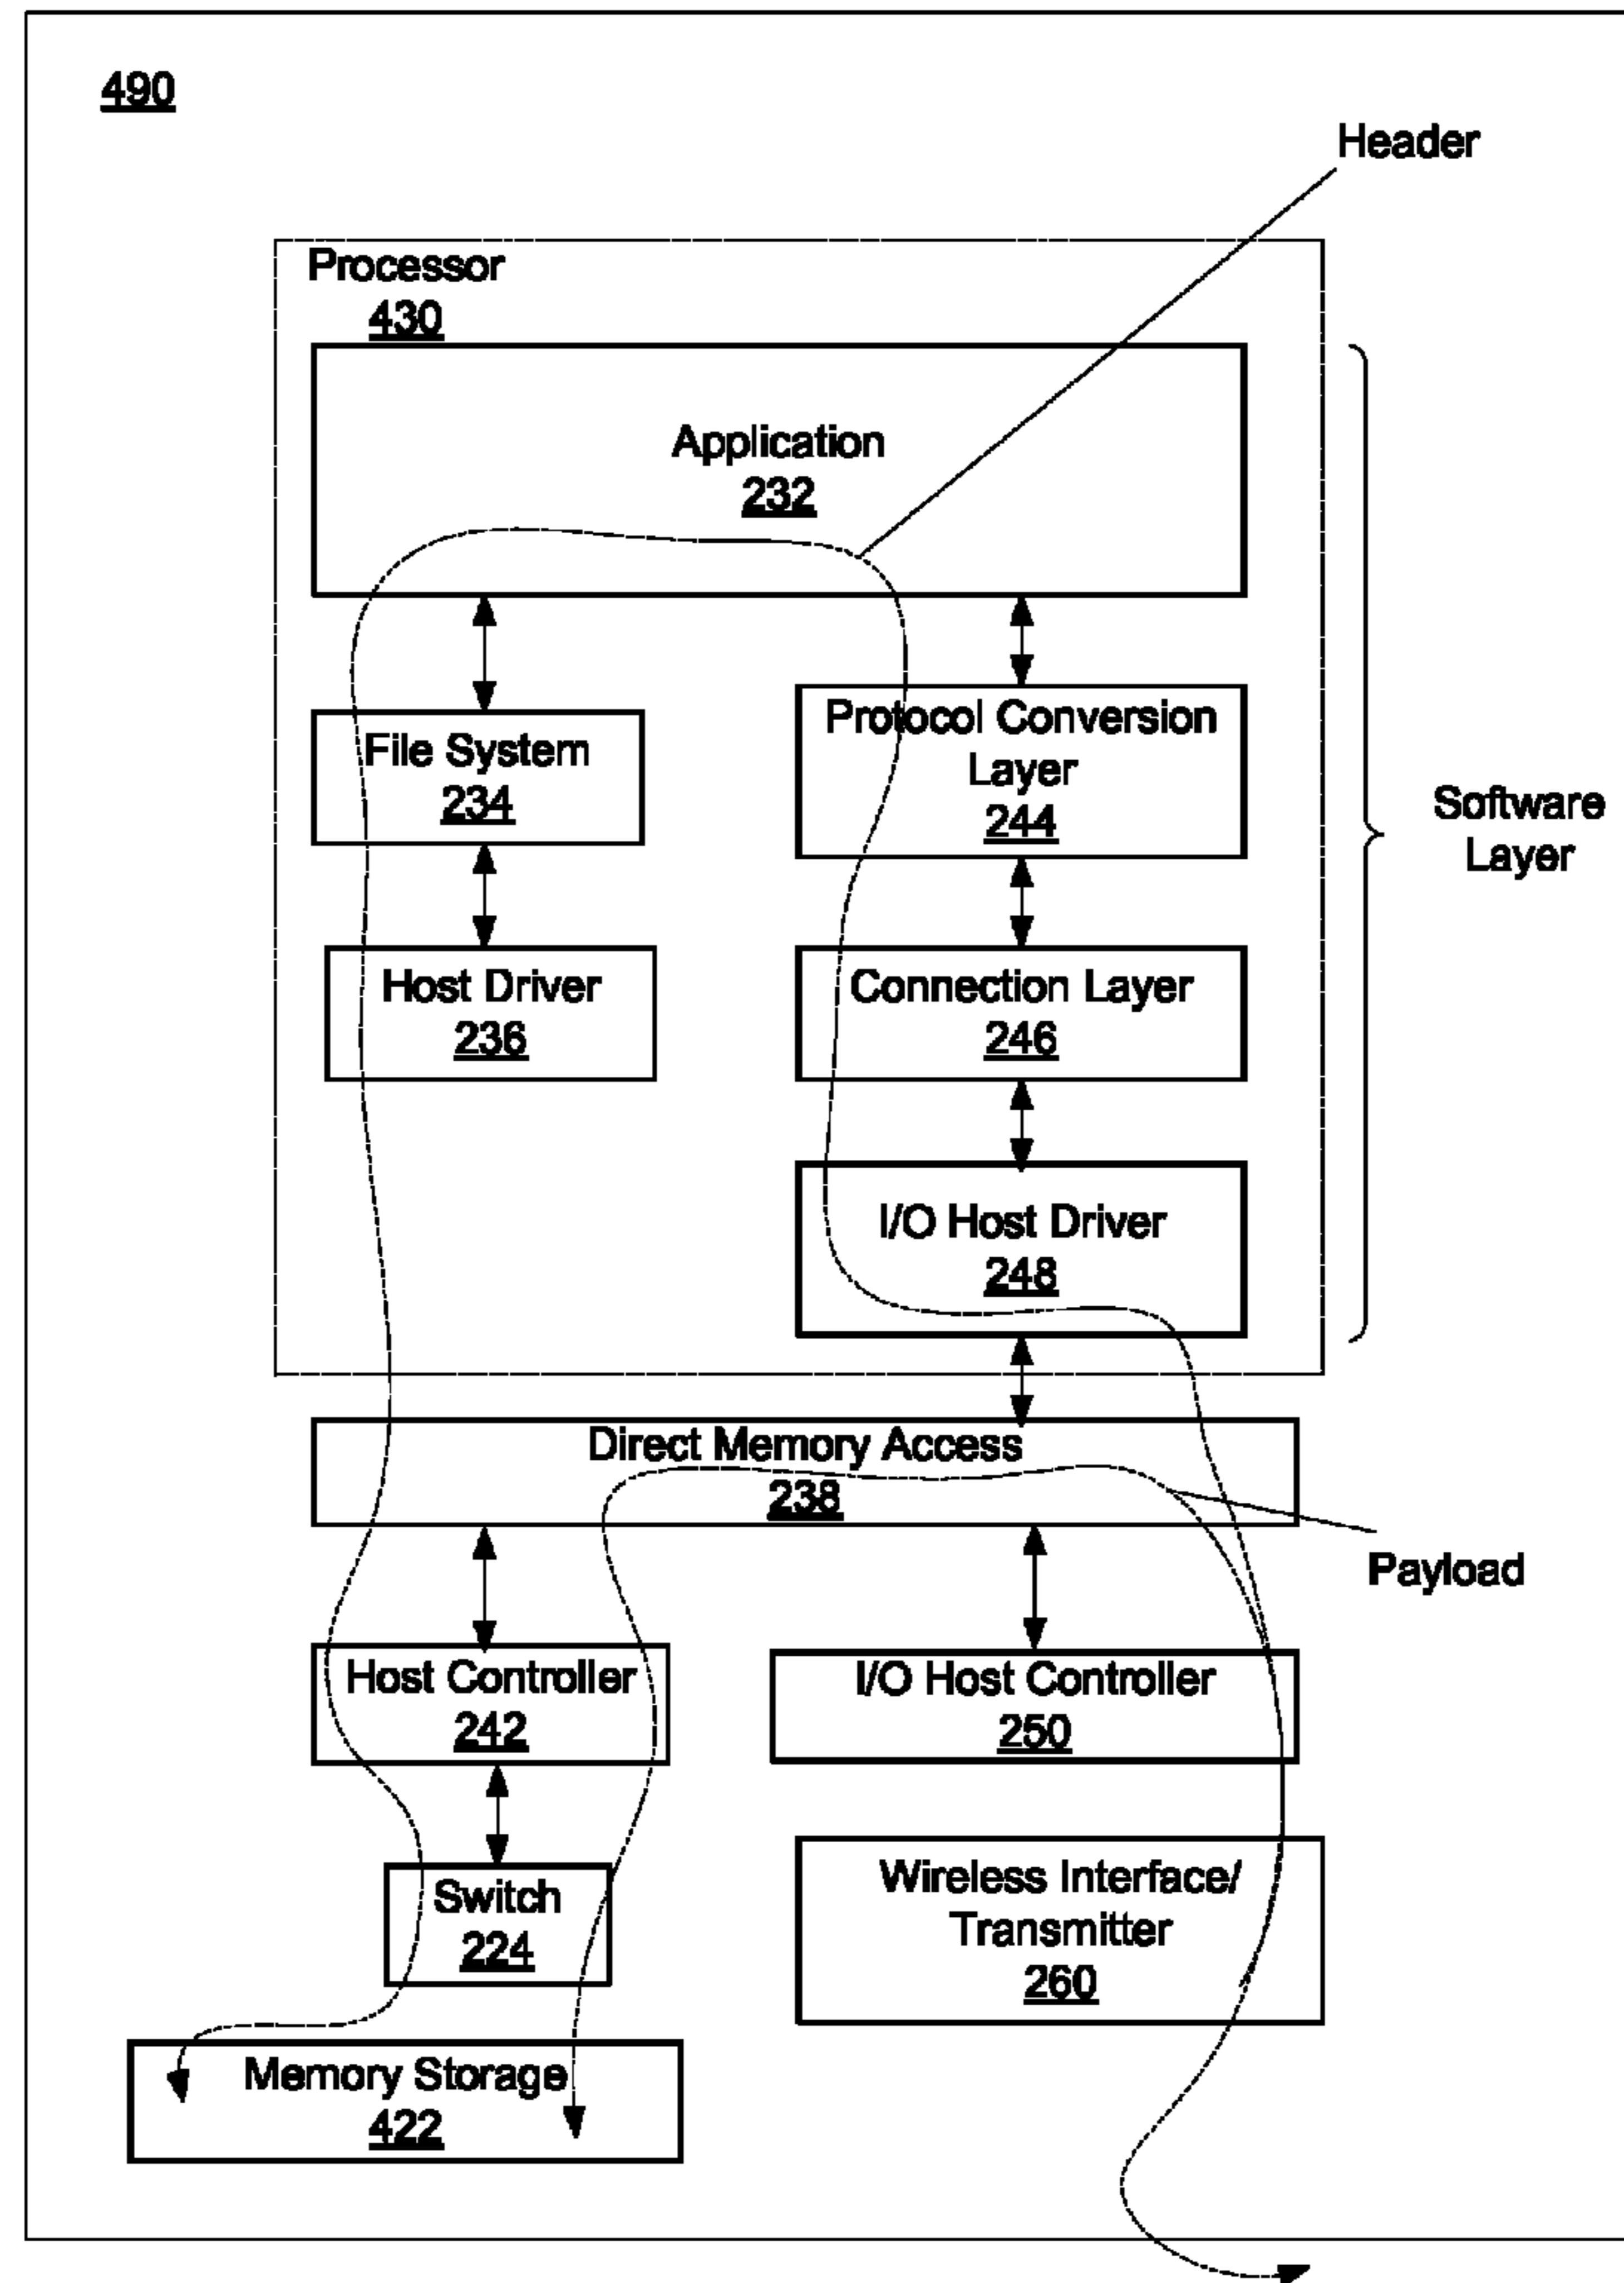 490
Header
Processor
430
Application
232
File System
234
Protocol Conversion
Layer
244
Software
Layer
Host Driver
236
Connection Layer
246
I/O Host Driver
248
Direct Memory Access
238
Payload
Host Controller
242
I/O Host Controller
250
Switch
224
Wireless Interface/
Transmitter
260
Memory Storage
422